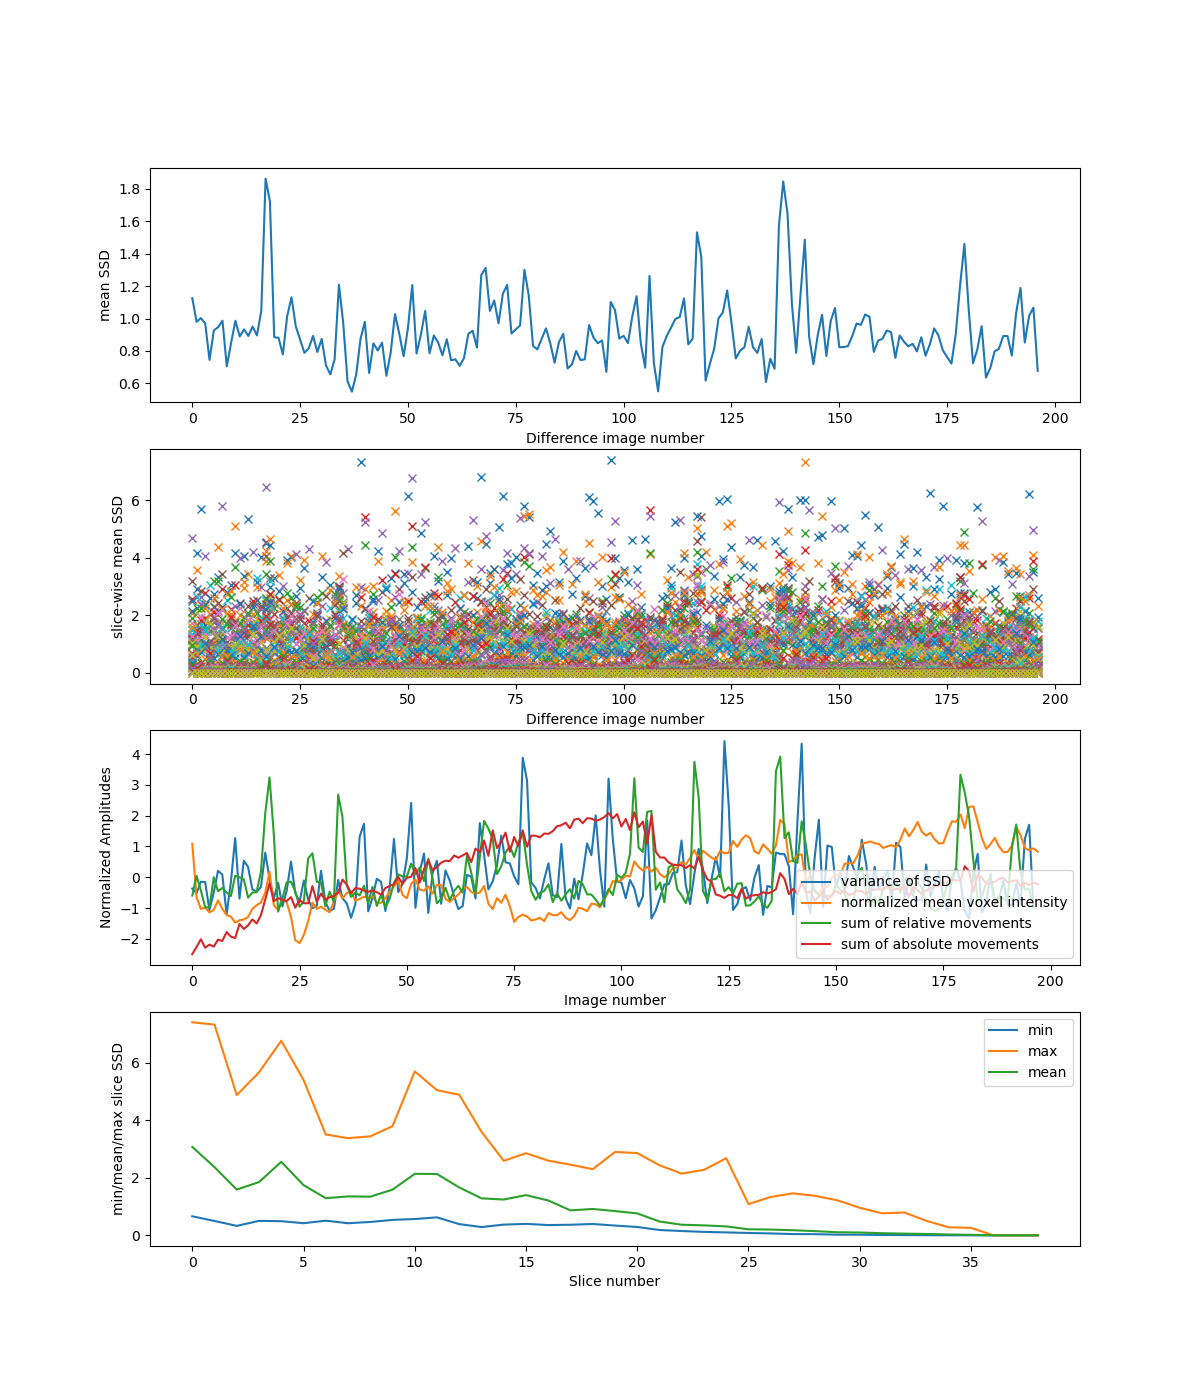 1.8
1.6
1.4
1.2
1.0
0.8
0.6
mean SSD
0 25 50 75 100 125 150 175 200
Difference image number
6
4
2
0
slice-wise mean SSD
0 25 50 75 100 125 150 175 200
Difference image number
4
3
2
1
0
−1
−2
Normalized Amplitudes
variance of SSD
normalized mean voxel intensity
sum of relative movements
sum of absolute movements
0 25 50 75 100 125 150 175 200
Image number
6
4
2
0
min/mean/max slice SSD
min
max
mean
0 5 10 15 20 25 30 35
Slice number